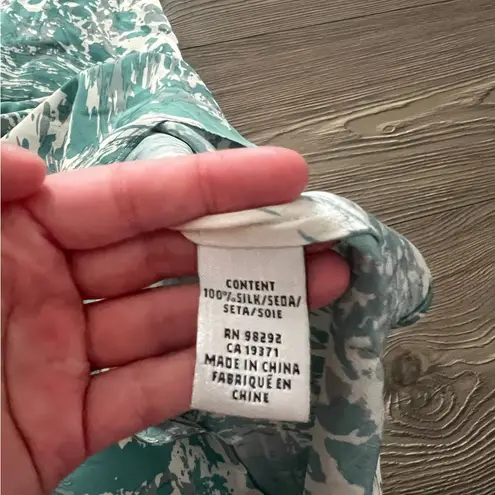 CONTENT
100%SILK/SEDA/
SETA/SOIE
RN 98292
CA 19371
MADE IN CHINA
FABRIQUÉ EN
CHINE